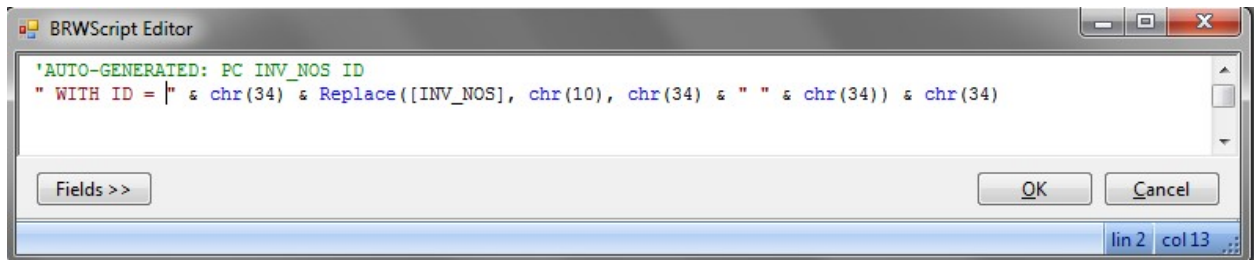 BRWScript Editor
'AUTO-GENERATED: PC INV_NOS ID
" WITH ID = " & chr(34) & Replace([INV_NOS], chr(10), chr(34) & " " & chr(34)) & chr(34)
Fields >>
OK
Cancel
lin 2 col 13